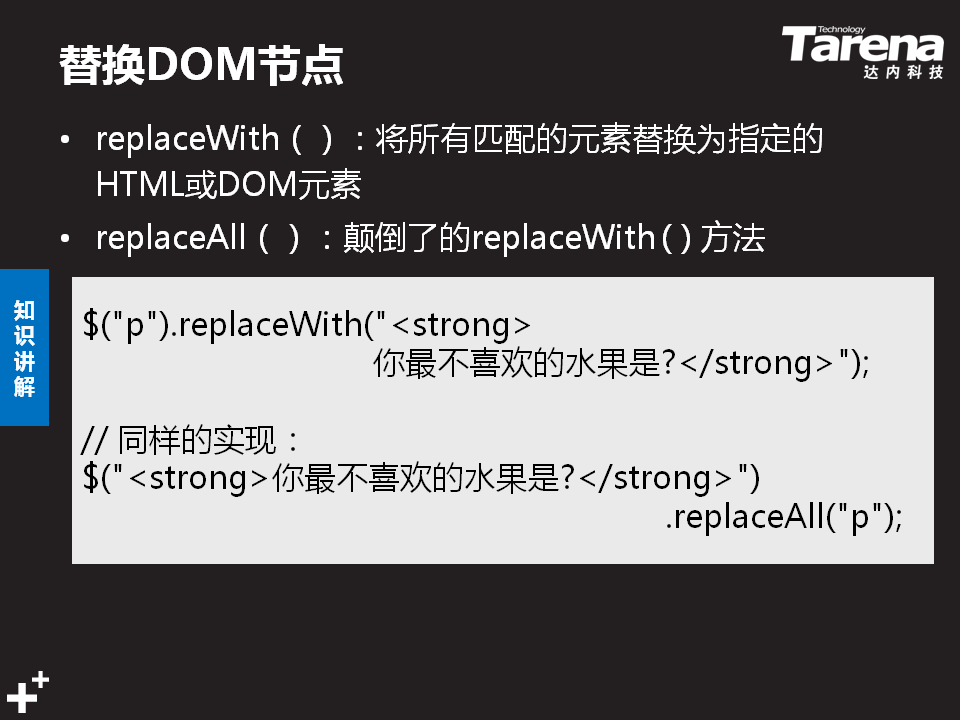 替换DOM节点
Technology
Tarena
达内科技
• replaceWith ( ) ：将所有匹配的元素替换为指定的
HTML或DOM元素
• replaceAll ( ) ：颠倒了的replaceWith ( ) 方法
知识讲解
$("p").replaceWith("<strong>
你最不喜欢的水果是?</strong>");
// 同样的实现：
$("<strong>你最不喜欢的水果是?</strong>")
.replaceAll("p");